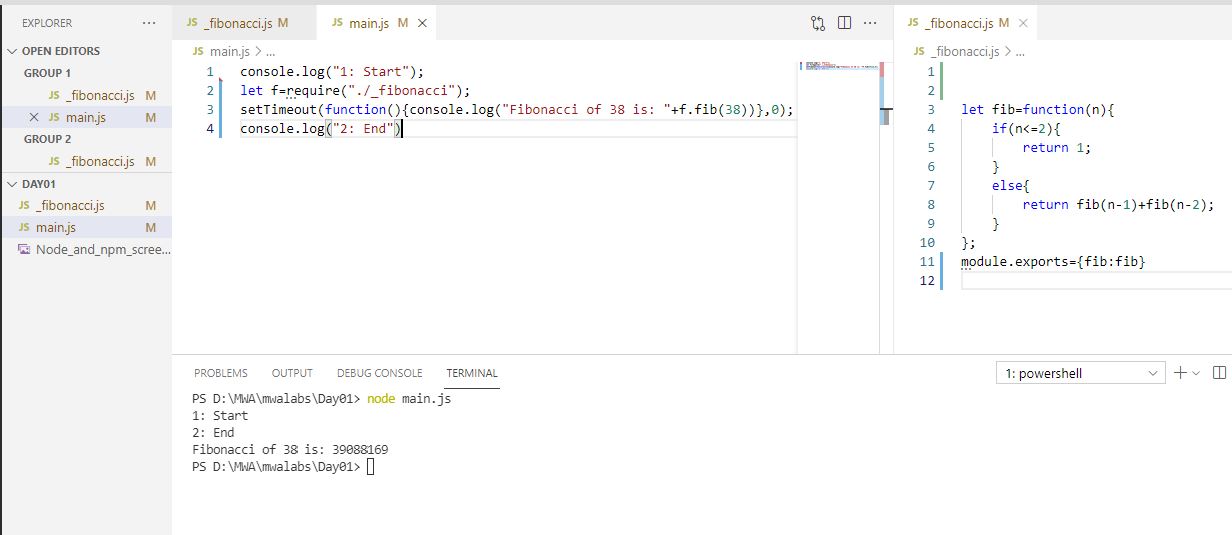 EXPLORER
OPEN EDITORS
GROUP 1
JS _fibonacci.js M
JS main.js M
GROUP 2
JS _fibonacci.js M
DAY01
JS _fibonacci.js M
JS main.js M
Node_and_npm_scree...
JS _fibonacci.js M
JS main.js M
JS main.js > ...
1 console.log("1: Start");
2 let f=require("./_fibonacci");
3 setTimeout(function(){console.log("Fibonacci of 38 is: "+f.fib(38))},0);
4 console.log("2: End")
JS _fibonacci.js M
JS _fibonacci.js > ...
1
2
3 let fib=function(n){
4 if(n<=2){
5 return 1;
6 }
7 else{
8 return fib(n-1)+fib(n-2);
9 }
10 };
11 module.exports={fib:fib}
12
PROBLEMS OUTPUT DEBUG CONSOLE TERMINAL
1: powershell
PS D:\MWA\mwalabs\Day01> node main.js
1: Start
2: End
Fibonacci of 38 is: 39088169
PS D:\MWA\mwalabs\Day01>